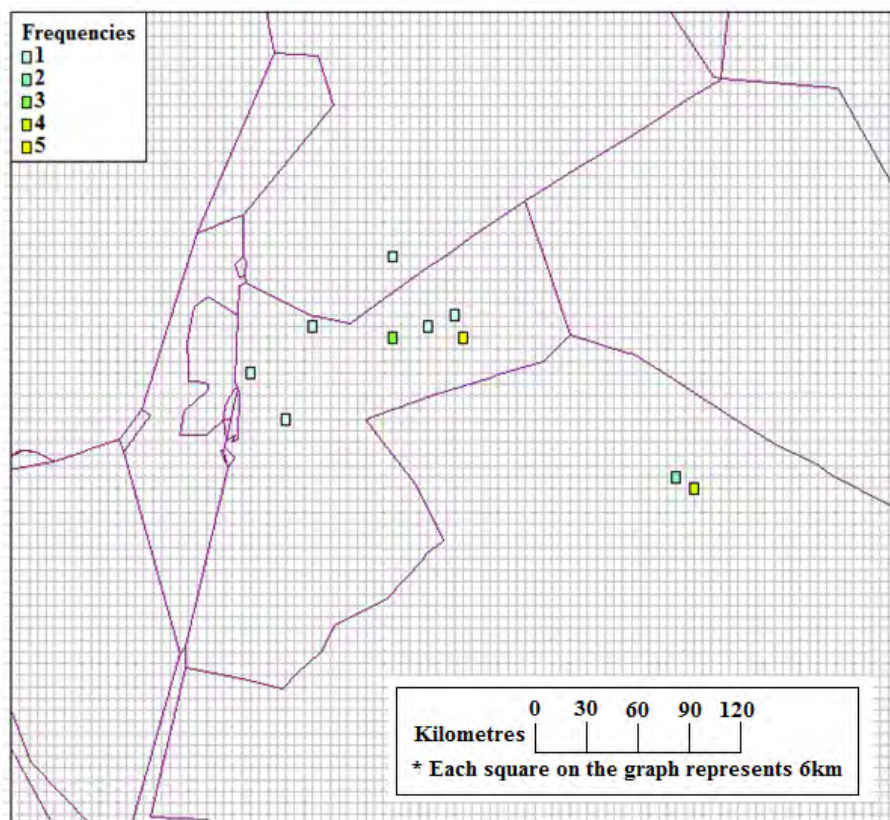 Frequencies
1
2
3
4
5
0 30 60 90 120
Kilometres
* Each square on the graph represents 6km